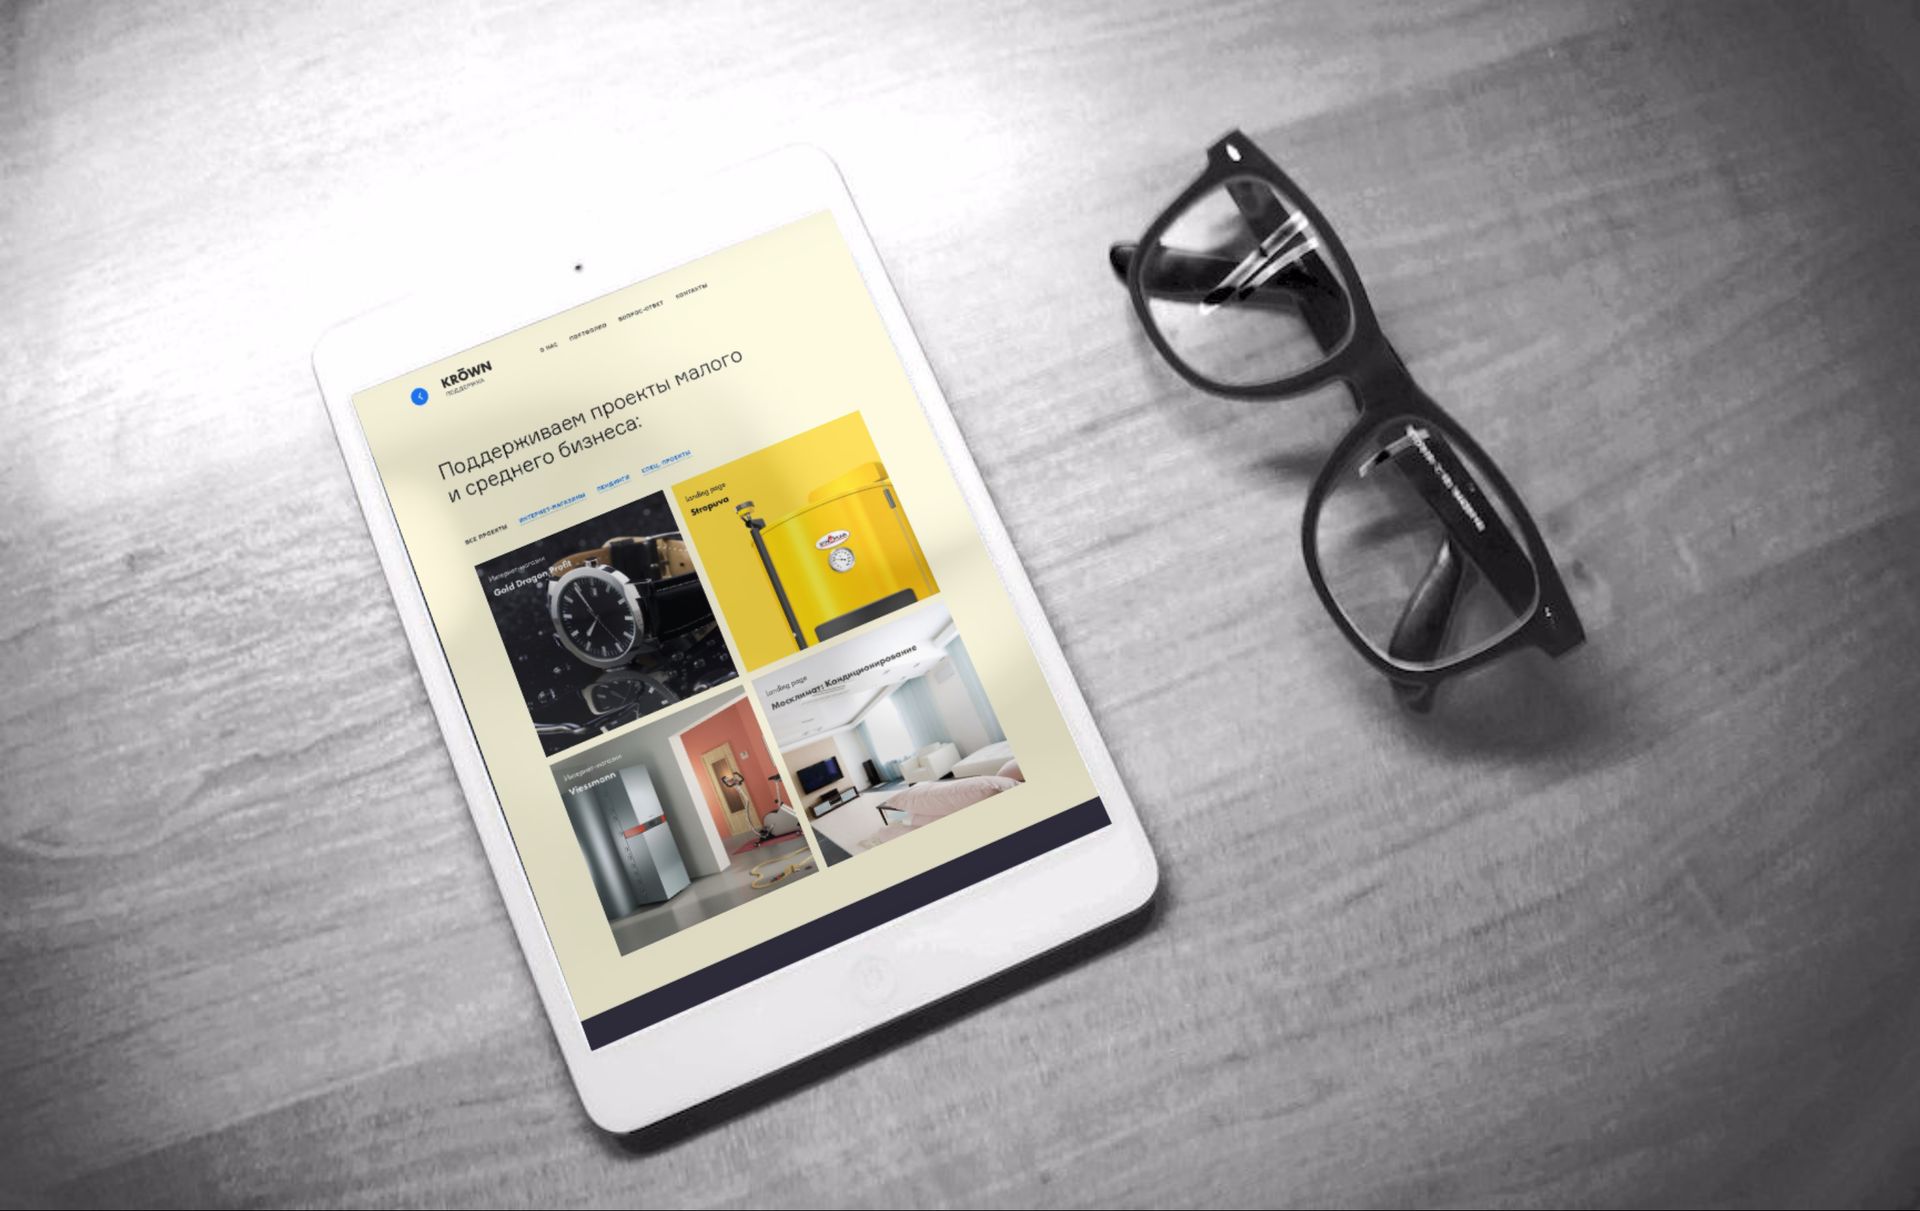 KRŌWN
ПОДДЕРЖКА
О НАС ПОРТФОЛИО ВОПРОС-ОТВЕТ КОНТАКТЫ
Поддерживаем проекты малого
и среднего бизнеса:
ВСЕ ПРОЕКТЫ ИНТЕРНЕТ-МАГАЗИНЫ ЛЕНДИНГИ СПЕЦ. ПРОЕКТЫ
Интернет-магазин
Gold Dragon Profit
landing page
Stropuva
Интернет-магазин
Viessmann
landing page
Москлимат: Кондиционирование